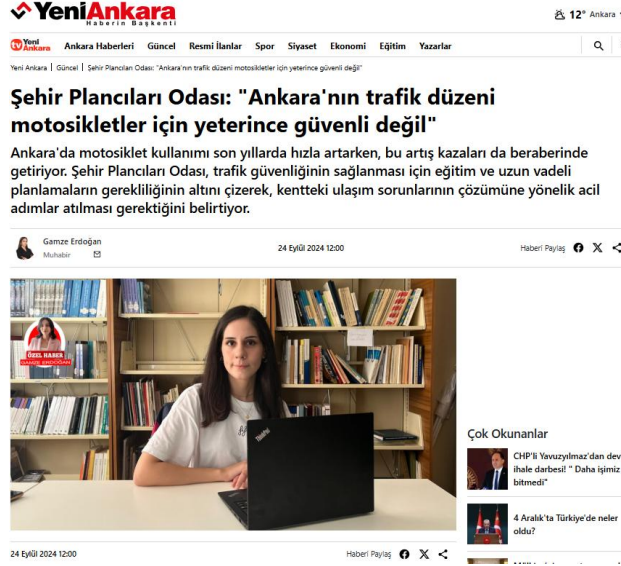 YeniAnkara
Haberin Başkenti
12° Ankara
tv Yeni Ankara
Ankara Haberleri Güncel Resmi İlanlar Spor Siyaset Ekonomi Eğitim Yazarlar
Yeni Ankara | Güncel | Şehir Plancıları Odası: "Ankara'nın trafik düzeni motosikletler için yeterince güvenli değil"
Şehir Plancıları Odası: "Ankara'nın trafik düzeni
motosikletler için yeterince güvenli değil"
Ankara'da motosiklet kullanımı son yıllarda hızla artarken, bu artış kazaları da beraberinde
getiriyor. Şehir Plancıları Odası, trafik güvenliğinin sağlanması için eğitim ve uzun vadeli
planlamaların gerekliliğinin altını çizerek, kentteki ulaşım sorunlarının çözümüne yönelik acil
adımlar atılması gerektiğini belirtiyor.
Gamze Erdoğan
Muhabir
24 Eylül 2024 12:00
Haberi Paylaş
ÖZEL HABER
GAMZE ERDOĞAN
ThinkPad
Çok Okunanlar
CHP'li Yavuzyılmaz'dan dev
ihale darbesi! " Daha işimiz
bitmedi"
4 Aralık'ta Türkiye'de neler
oldu?
24 Eylül 2024 12:00
Haberi Paylaş